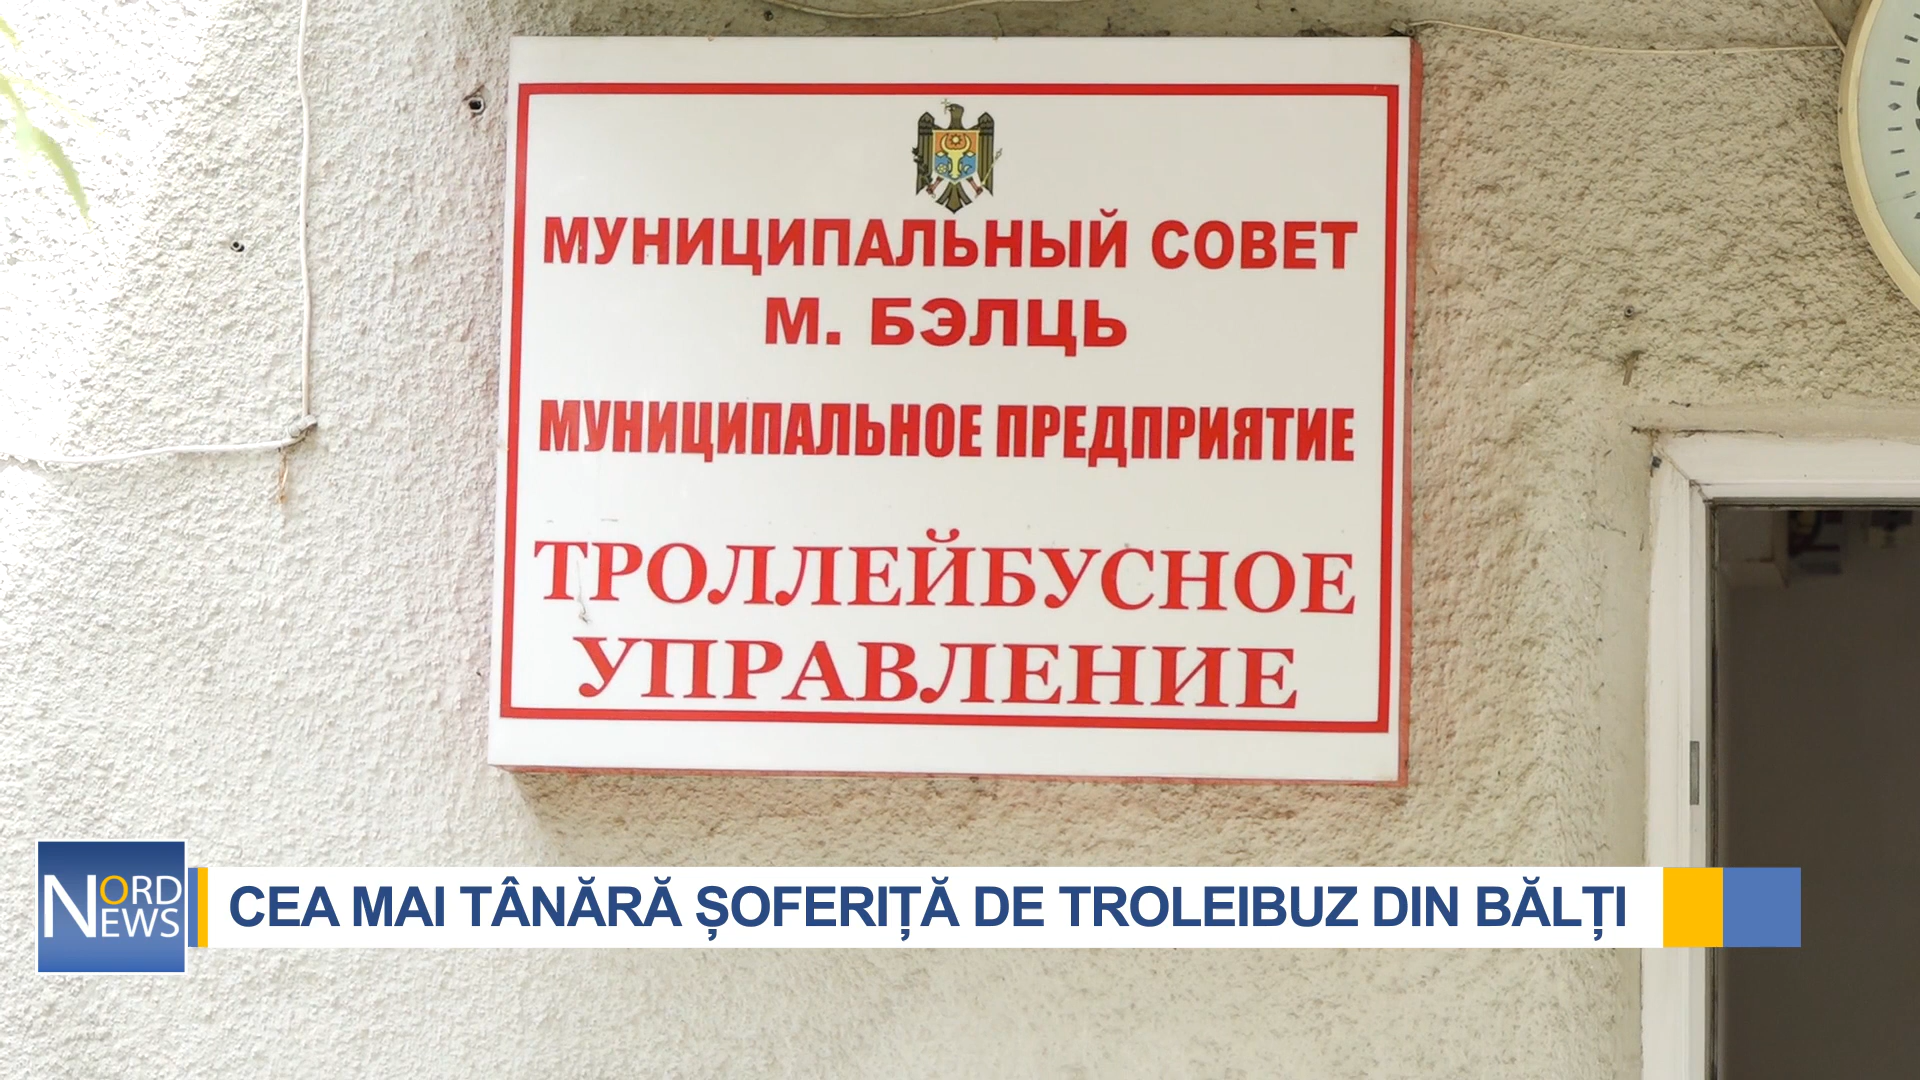 МУНИЦИПАЛЬНЫЙ СОВЕТ
М. БЭЛЦЬ
МУНИЦИПАЛЬНОЕ ПРЕДПРИЯТИЕ
ТРОЛЛЕЙБУСНОЕ
УПРАВЛЕНИЕ
NORD
NEWS
CEA MAI TÂNĂRĂ ȘOFERIȚĂ DE TROLEIBUZ DIN BĂLȚI